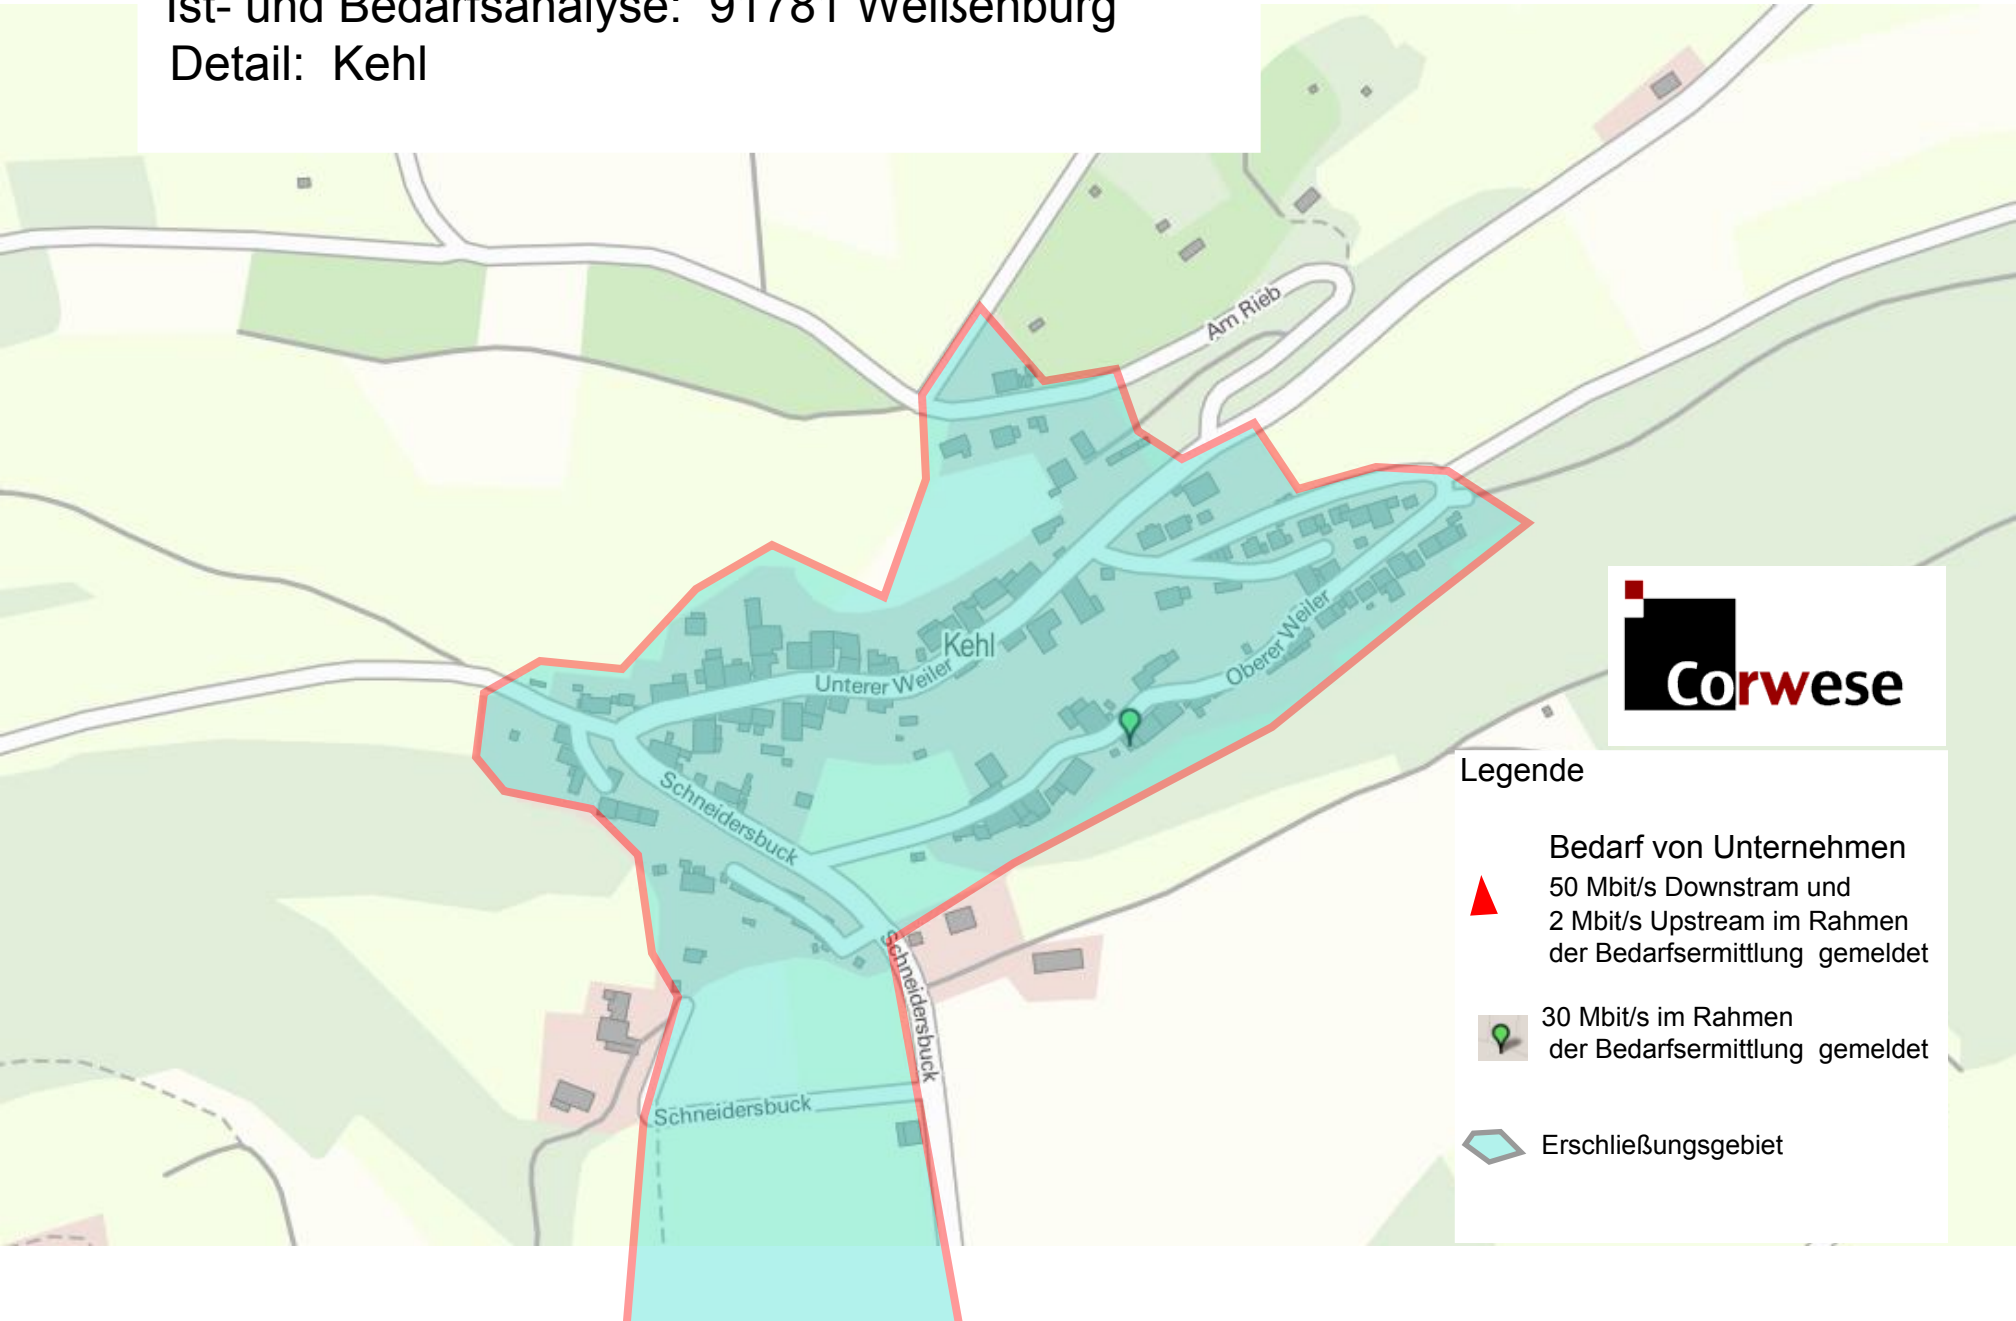 Ist- und Bedarfsanalyse: 91781 Weißenburg
Detail: Kehl
Am Rieb
Kehl
Unterer Weiler
Oberer Weiler
Schneidersbuck
Schneidersbuck
Schneidersbuck
Corwese
Legende
Bedarf von Unternehmen
50 Mbit/s Downstram und
2 Mbit/s Upstream im Rahmen
der Bedarfsermittlung gemeldet
30 Mbit/s im Rahmen
der Bedarfsermittlung gemeldet
Erschließungsgebiet